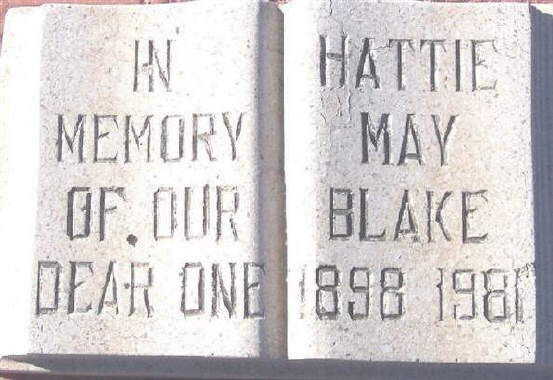 IN
MEMORY
OF OUR
DEAR ONE
HATTIE
MAY
BLAKE
1898 1981